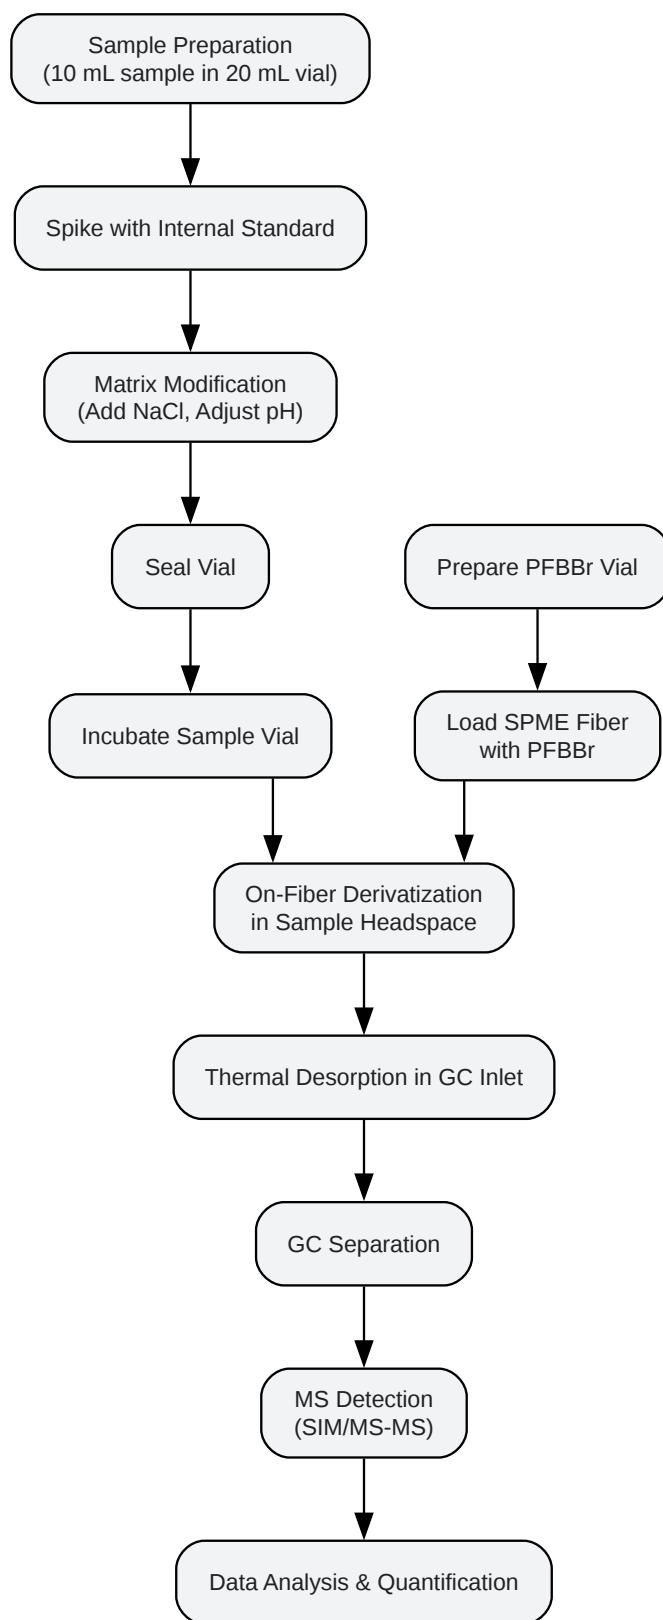 Sample Preparation
(10 mL sample in 20 mL vial)
Spike with Internal Standard
Matrix Modification
(Add NaCl, Adjust pH)
Seal Vial
Prepare PFBBr Vial
Incubate Sample Vial
Load SPME Fiber
with PFBBr
On-Fiber Derivatization
in Sample Headspace
Thermal Desorption in GC Inlet
GC Separation
MS Detection
(SIM/MS-MS)
Data Analysis & Quantification